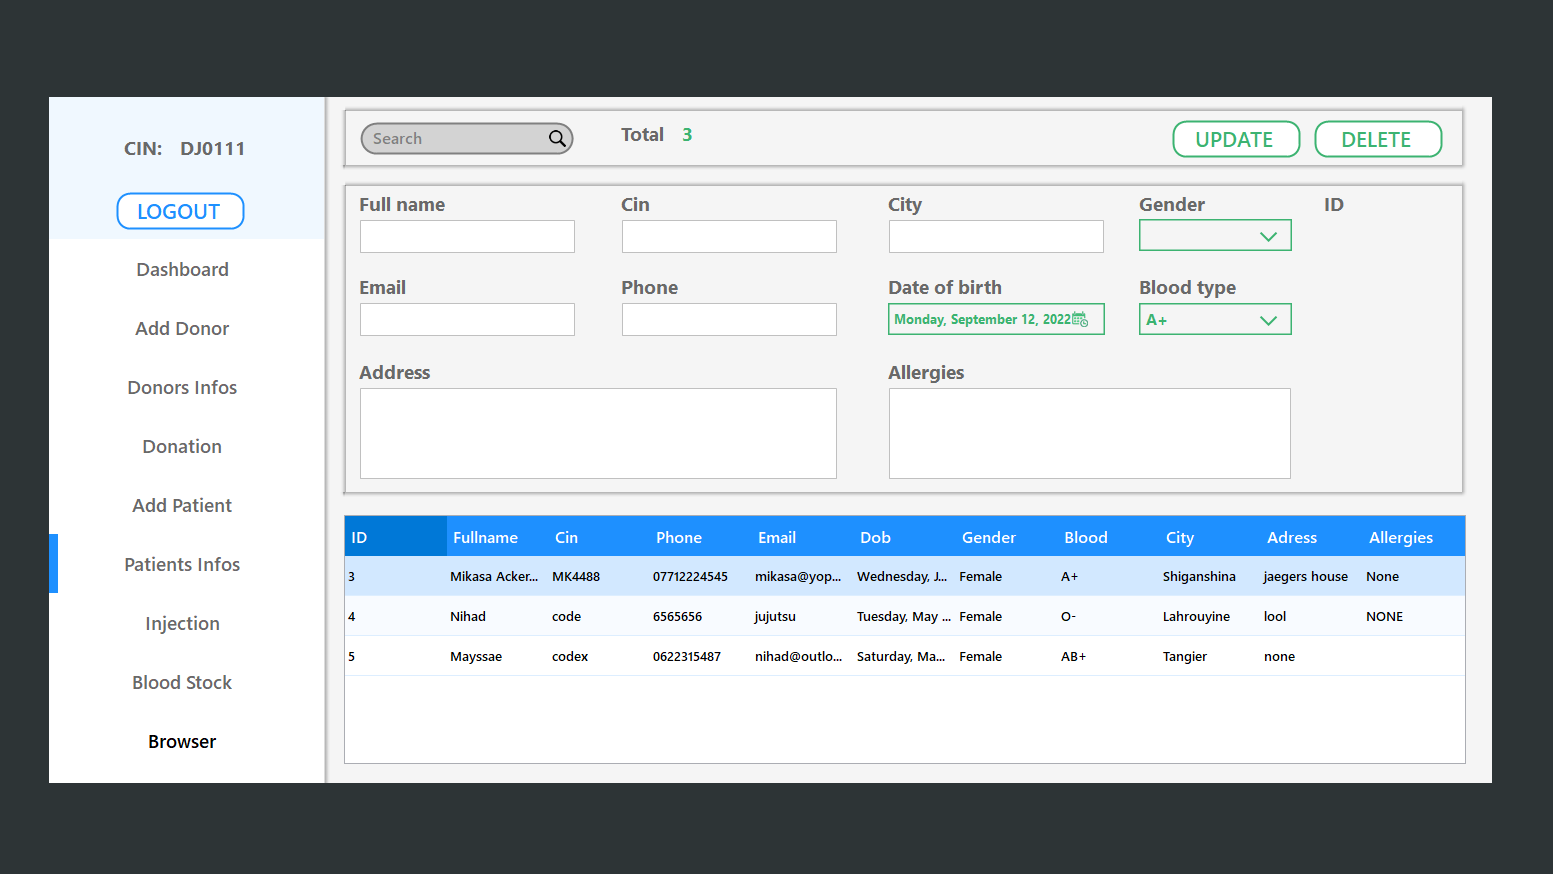 CIN: DJ0111
LOGOUT
Dashboard
Add Donor
Donors Infos
Donation
Add Patient
Patients Infos
Injection
Blood Stock
Browser
Search Total 3 UPDATE DELETE
Full name Cin City Gender ID
Email Phone Date of birth Blood type
Monday, September 12, 2022 A+
Address Allergies
ID Fullname Cin Phone Email Dob Gender Blood City Adress Allergies
3 Mikasa Acker... MK4488 07712224545 mikasa@yop... Wednesday, J... Female A+ Shiganshina jaegers house None
4 Nihad code 6565656 jujutsu Tuesday, May ... Female O- Lahrouyine lool NONE
5 Mayssae codex 0622315487 nihad@outlo... Saturday, Ma... Female AB+ Tangier none